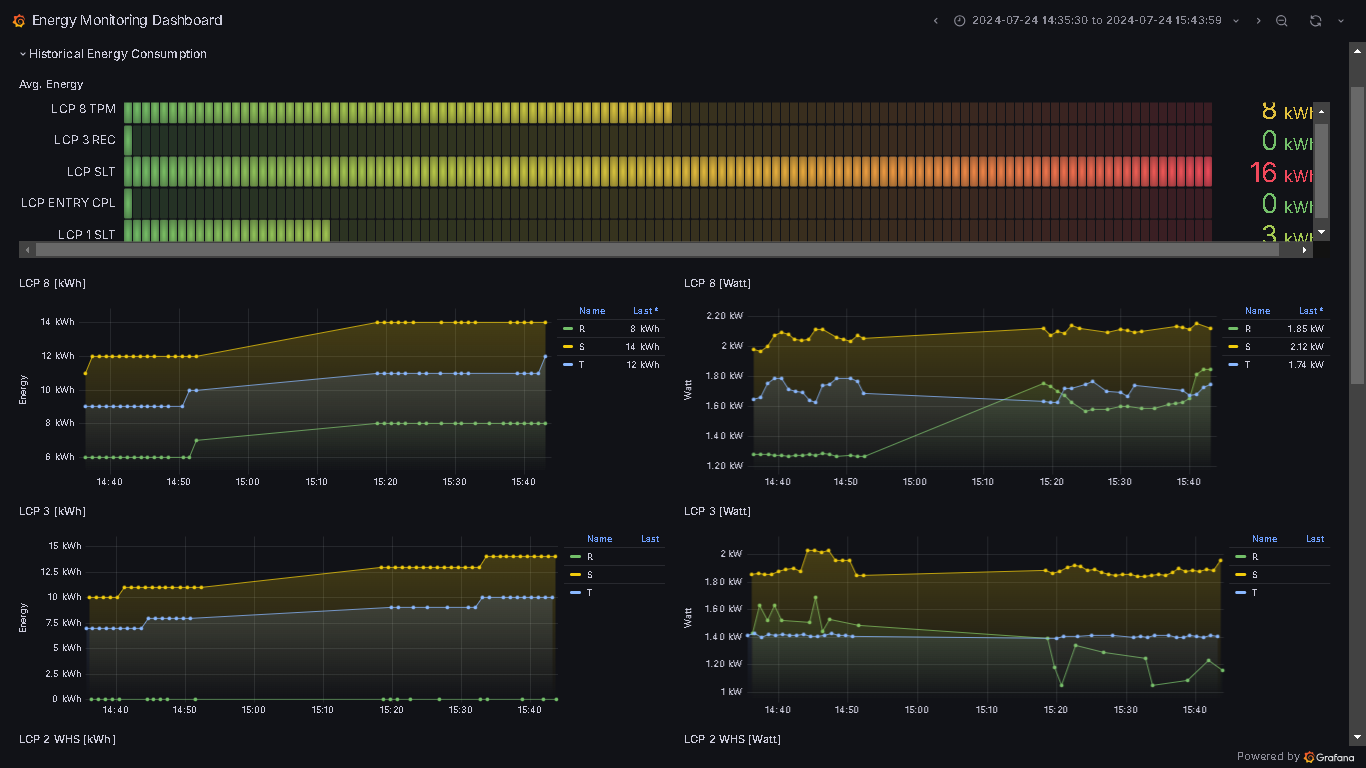 Energy Monitoring Dashboard
2024-07-24 14:35:30 to 2024-07-24 15:43:59
Historical Energy Consumption
Avg. Energy
LCP 8 TPM 8 kWh
LCP 3 REC 0 kWh
LCP SLT 16 kWh
LCP ENTRY CPL 0 kWh
LCP 1 SLT 3 kWh
LCP 8 [kWh]
Energy
14 kWh
12 kWh
10 kWh
8 kWh
6 kWh
14:40 14:50 15:00 15:10 15:20 15:30 15:40
Name Last *
R 8 kWh
S 14 kWh
T 12 kWh
LCP 8 [Watt]
Watt
2.20 kW
2 kW
1.80 kW
1.60 kW
1.40 kW
1.20 kW
14:40 14:50 15:00 15:10 15:20 15:30 15:40
Name Last *
R 1.85 kW
S 2.12 kW
T 1.74 kW
LCP 3 [kWh]
Energy
15 kWh
12.5 kWh
10 kWh
7.5 kWh
5 kWh
2.5 kWh
0 kWh
14:40 14:50 15:00 15:10 15:20 15:30 15:40
Name Last
R
S
T
LCP 3 [Watt]
Watt
2 kW
1.80 kW
1.60 kW
1.40 kW
1.20 kW
1 kW
14:40 14:50 15:00 15:10 15:20 15:30 15:40
Name Last
R
S
T
LCP 2 WHS [kWh]
LCP 2 WHS [Watt]
Powered by Grafana